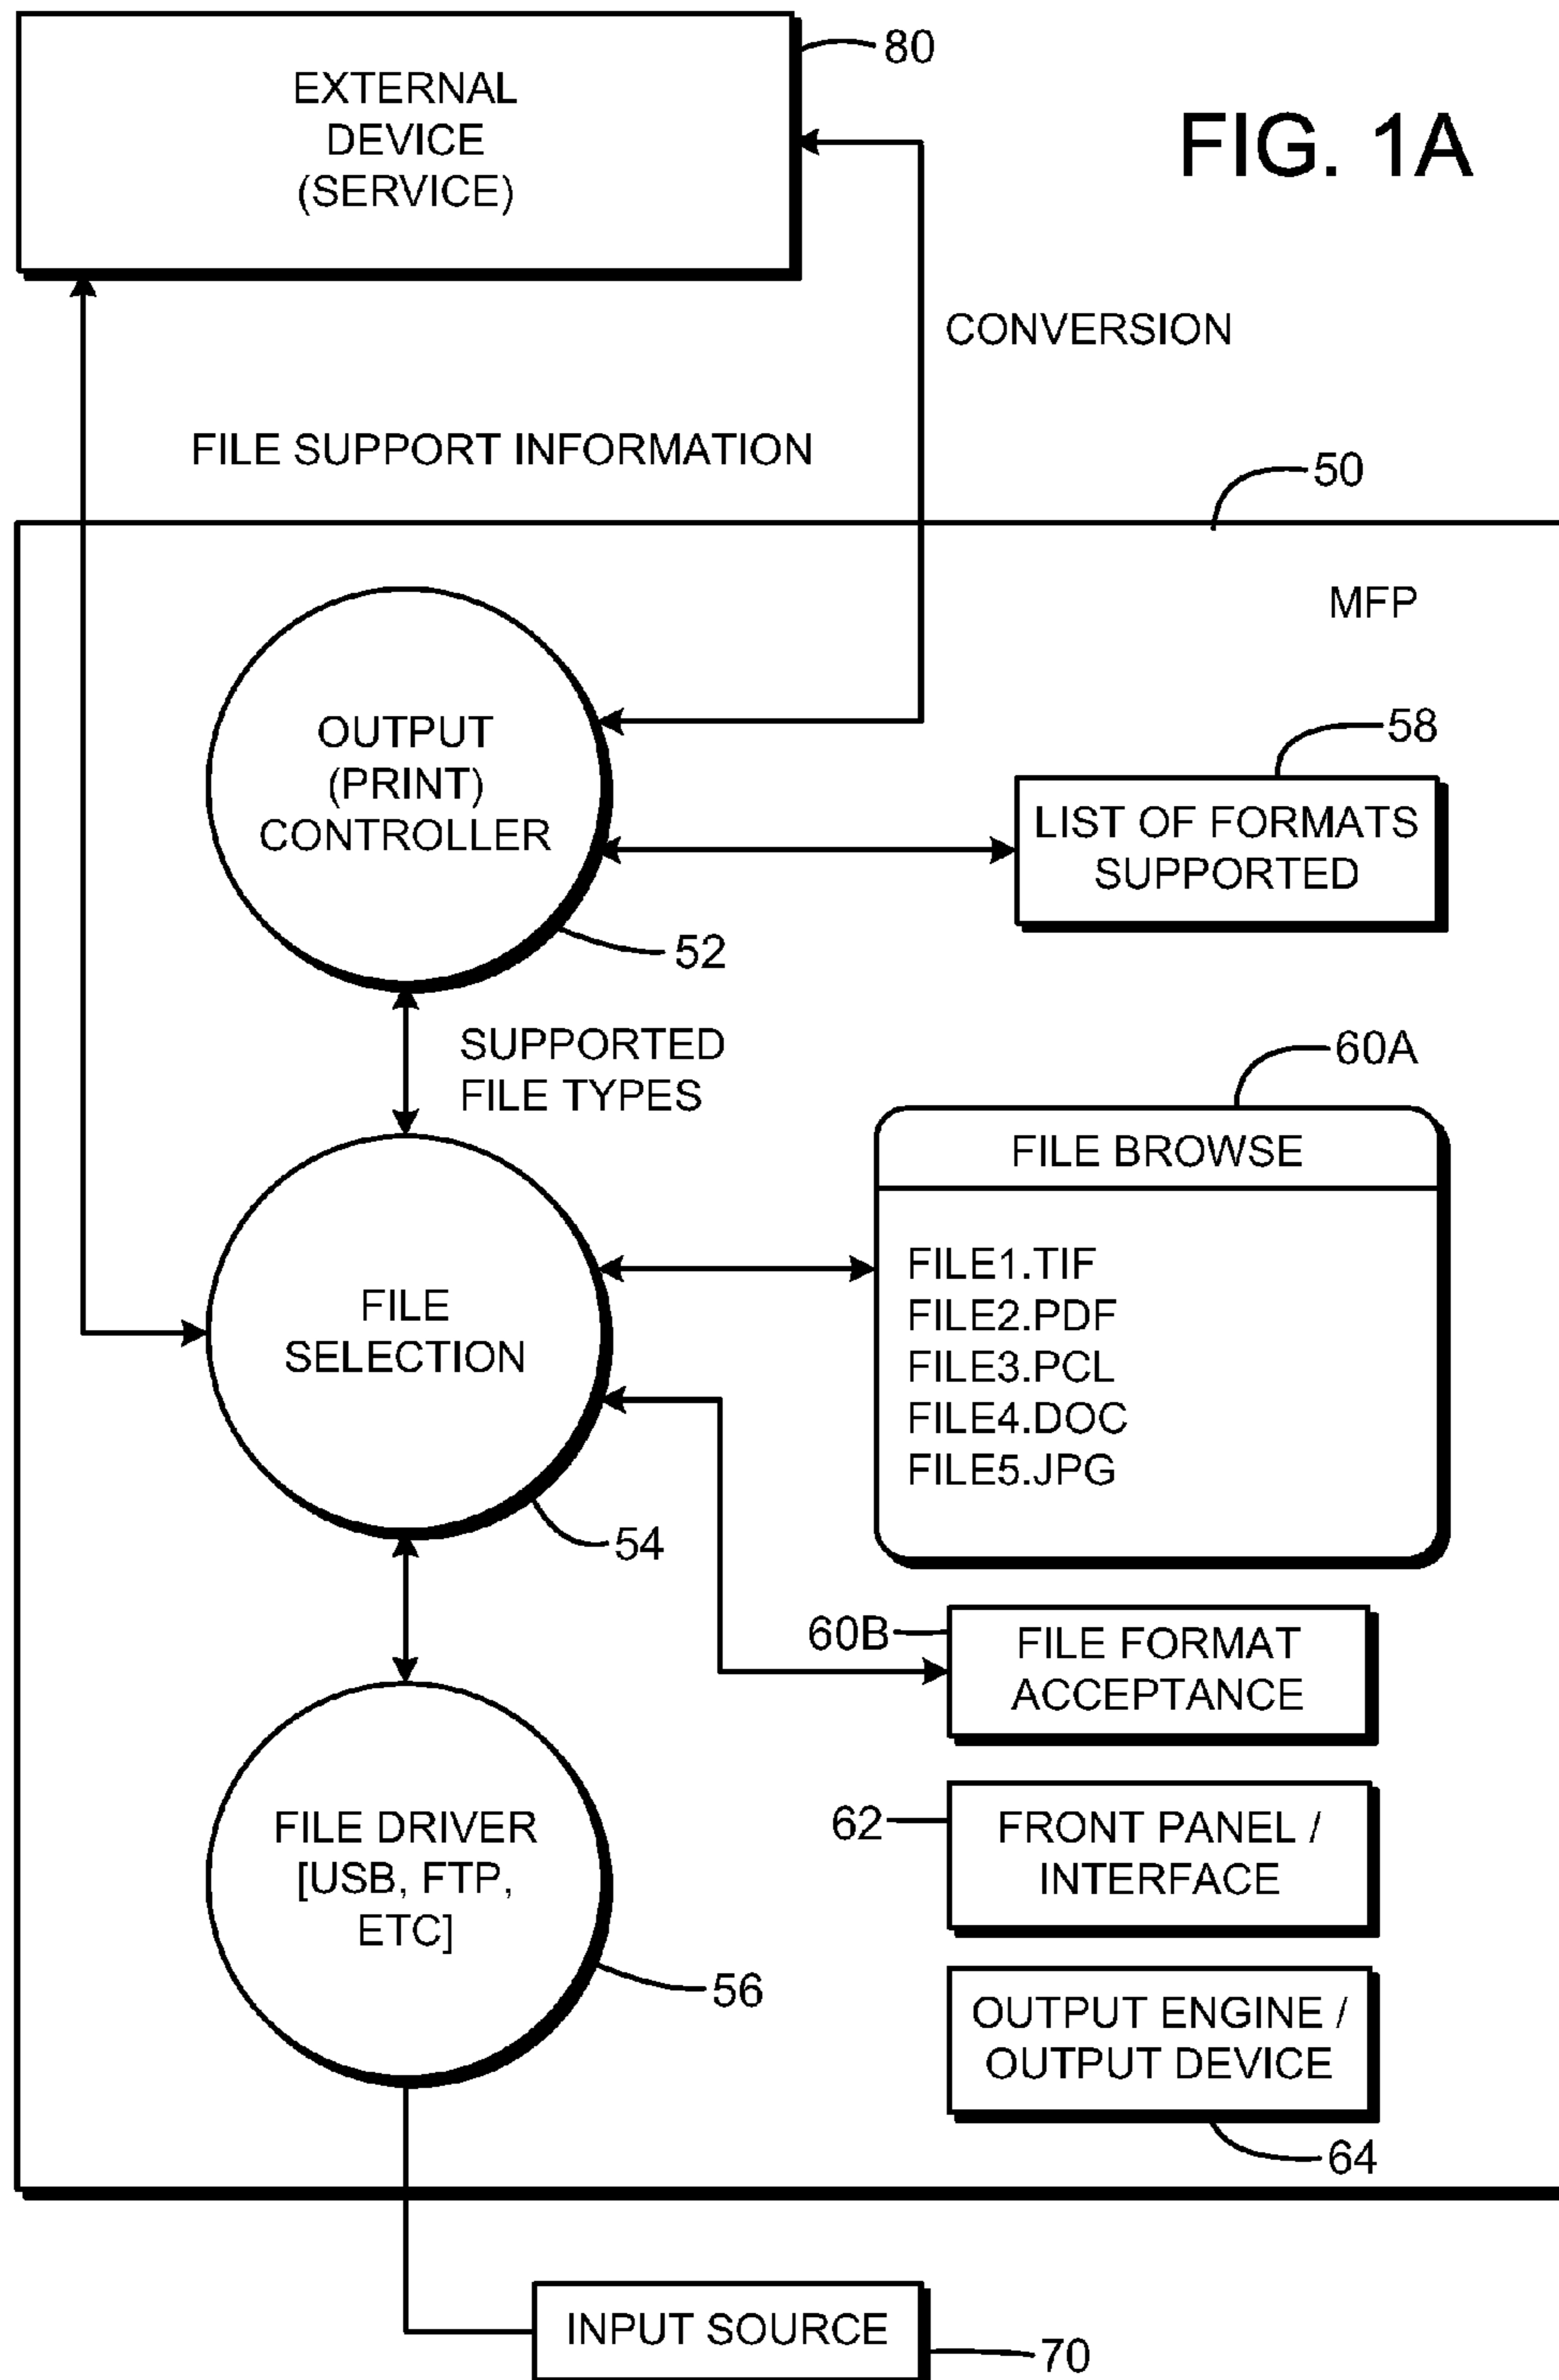 EXTERNAL
DEVICE
(SERVICE)
80
FIG. 1A
CONVERSION
FILE SUPPORT INFORMATION
50
MFP
OUTPUT
(PRINT)
CONTROLLER
52
58
LIST OF FORMATS
SUPPORTED
SUPPORTED
FILE TYPES
60A
FILE BROWSE
FILE1.TIF
FILE2.PDF
FILE3.PCL
FILE4.DOC
FILE5.JPG
FILE
SELECTION
54
60B
FILE FORMAT
ACCEPTANCE
FILE DRIVER
[USB, FTP,
ETC]
56
62
FRONT PANEL /
INTERFACE
OUTPUT ENGINE /
OUTPUT DEVICE
64
INPUT SOURCE
70